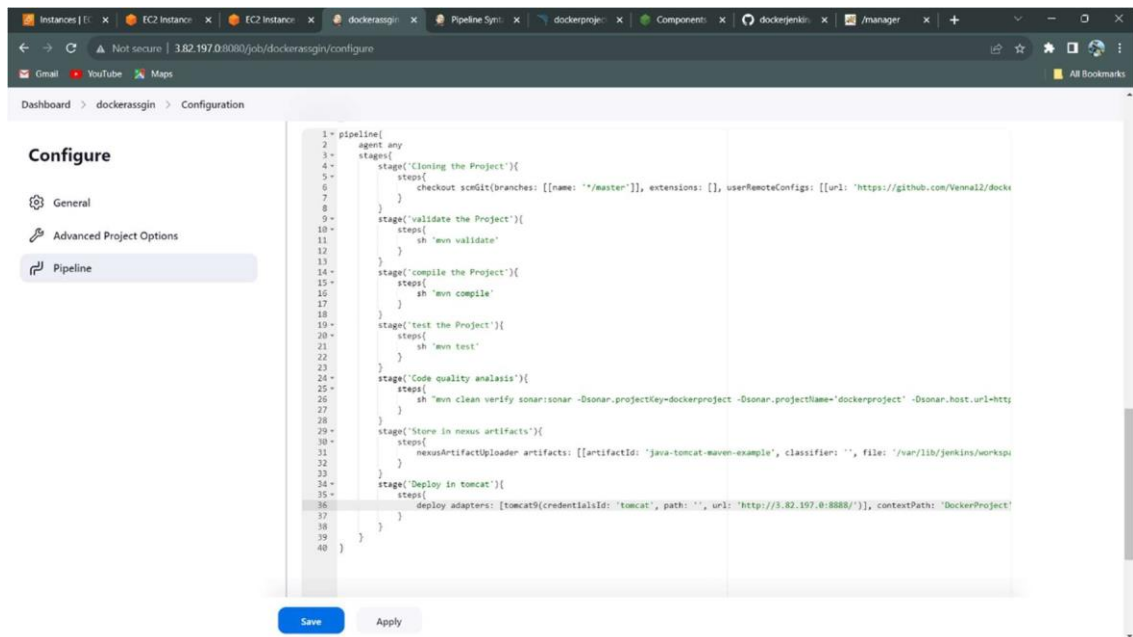 Instances | EC
EC2 Instance
EC2 Instance
dockerassgin
Pipeline Synta
dockerproject
Components
dockerjenkins
/manager
Not secure | 3.82.197.0:8080/job/dockerassgin/configure
Gmail YouTube Maps All Bookmarks
Dashboard > dockerassgin > Configuration
Configure
General
Advanced Project Options
Pipeline
1 pipeline{
2 agent any
3 stages{
4 stage('Cloning the Project'){
5 steps{
6 checkout scmGit(branches: [[name: '*/master']], extensions: [], userRemoteConfigs: [[url: 'https://github.com/Venna12/docke
7 }
8 }
9 stage('validate the Project'){
10 steps{
11 sh 'mvn validate'
12 }
13 }
14 stage('compile the Project'){
15 steps{
16 sh 'mvn compile'
17 }
18 }
19 stage('test the Project'){
20 steps{
21 sh 'mvn test'
22 }
23 }
24 stage('Code quality analasis'){
25 steps{
26 sh "mvn clean verify sonar:sonar -Dsonar.projectKey=dockerproject -Dsonar.projectName='dockerproject' -Dsonar.host.url=http
27 }
28 }
29 stage('Store in nexus artifacts'){
30 steps{
31 nexusArtifactUploader artifacts: [[artifactId: 'java-tomcat-maven-example', classifier: '', file: '/var/lib/jenkins/workspa
32 }
33 }
34 stage('Deploy in tomcat'){
35 steps{
36 deploy adapters: [tomcat9(credentialsId: 'tomcat', path: '', url: 'http://3.82.197.0:8888/')], contextPath: 'DockerProject'
37 }
38 }
39 }
40 }
Save Apply